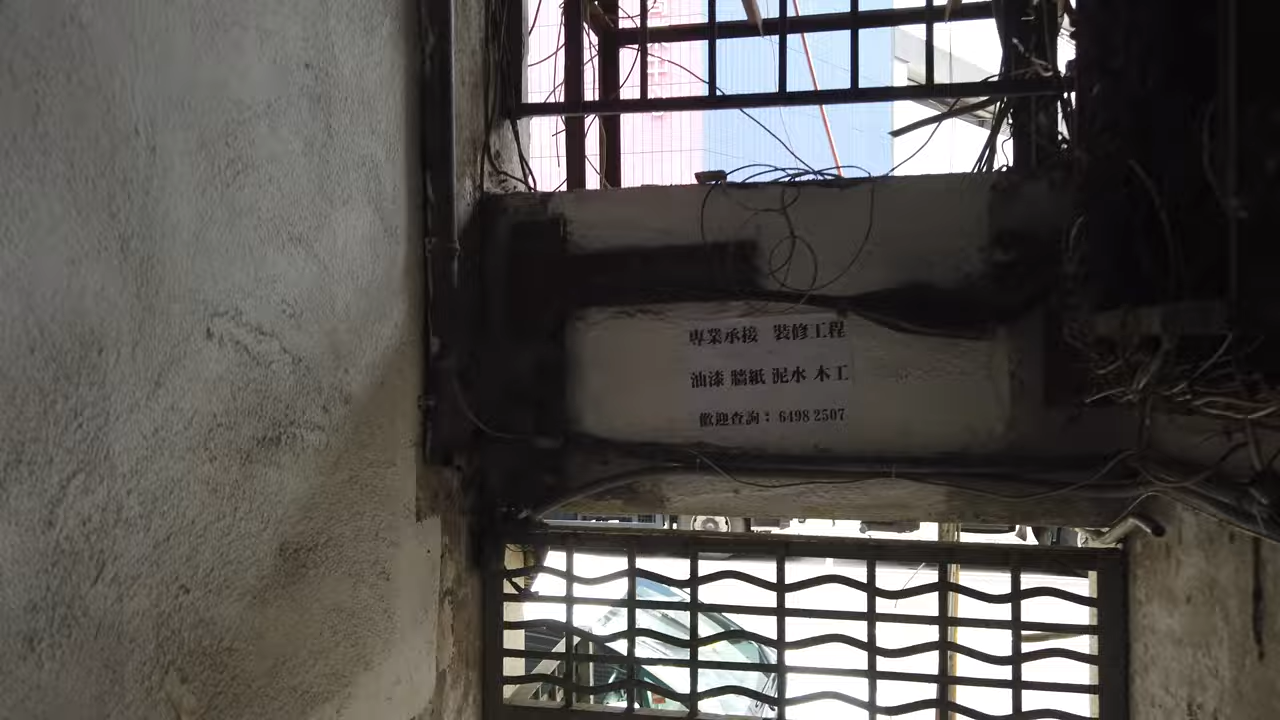 專業承接 裝修工程
油漆 牆紙 泥水 木工
歡迎查詢：6498 2507